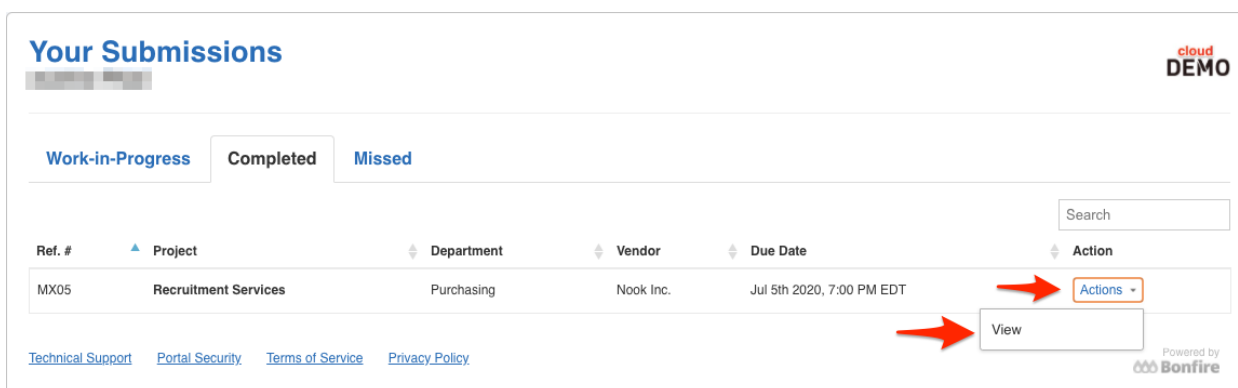 Your Submissions
cloud
DEMO
Work-in-Progress Completed Missed
Search
Ref. # Project Department Vendor Due Date Action
MX05 Recruitment Services Purchasing Nook Inc. Jul 5th 2020, 7:00 PM EDT Actions
View
Technical Support Portal Security Terms of Service Privacy Policy
Powered by
Bonfire